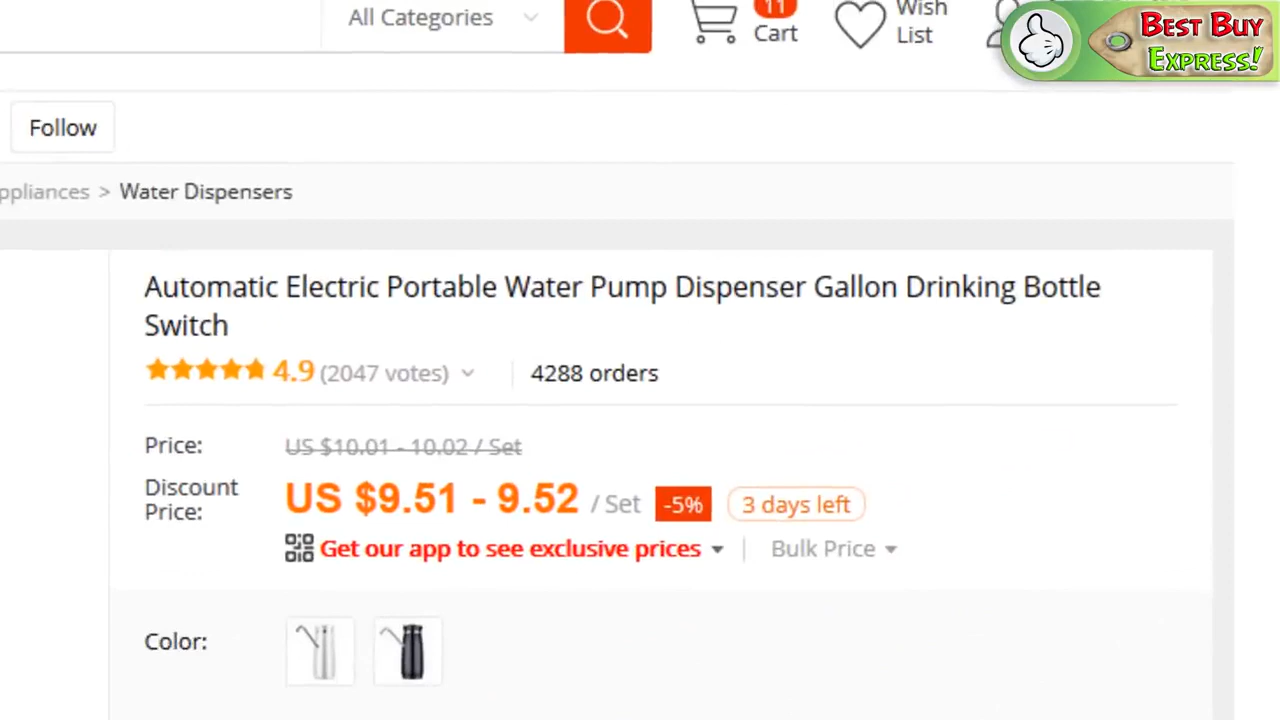 All Categories
11
Cart
Wish
List
BEST BUY
EXPRESS!
Follow
ppliances > Water Dispensers
Automatic Electric Portable Water Pump Dispenser Gallon Drinking Bottle
Switch
4.9 (2047 votes) 4288 orders
Price: US $10.01 - 10.02 / Set
Discount
Price:
US $9.51 - 9.52 / Set -5% 3 days left
Get our app to see exclusive prices Bulk Price
Color: